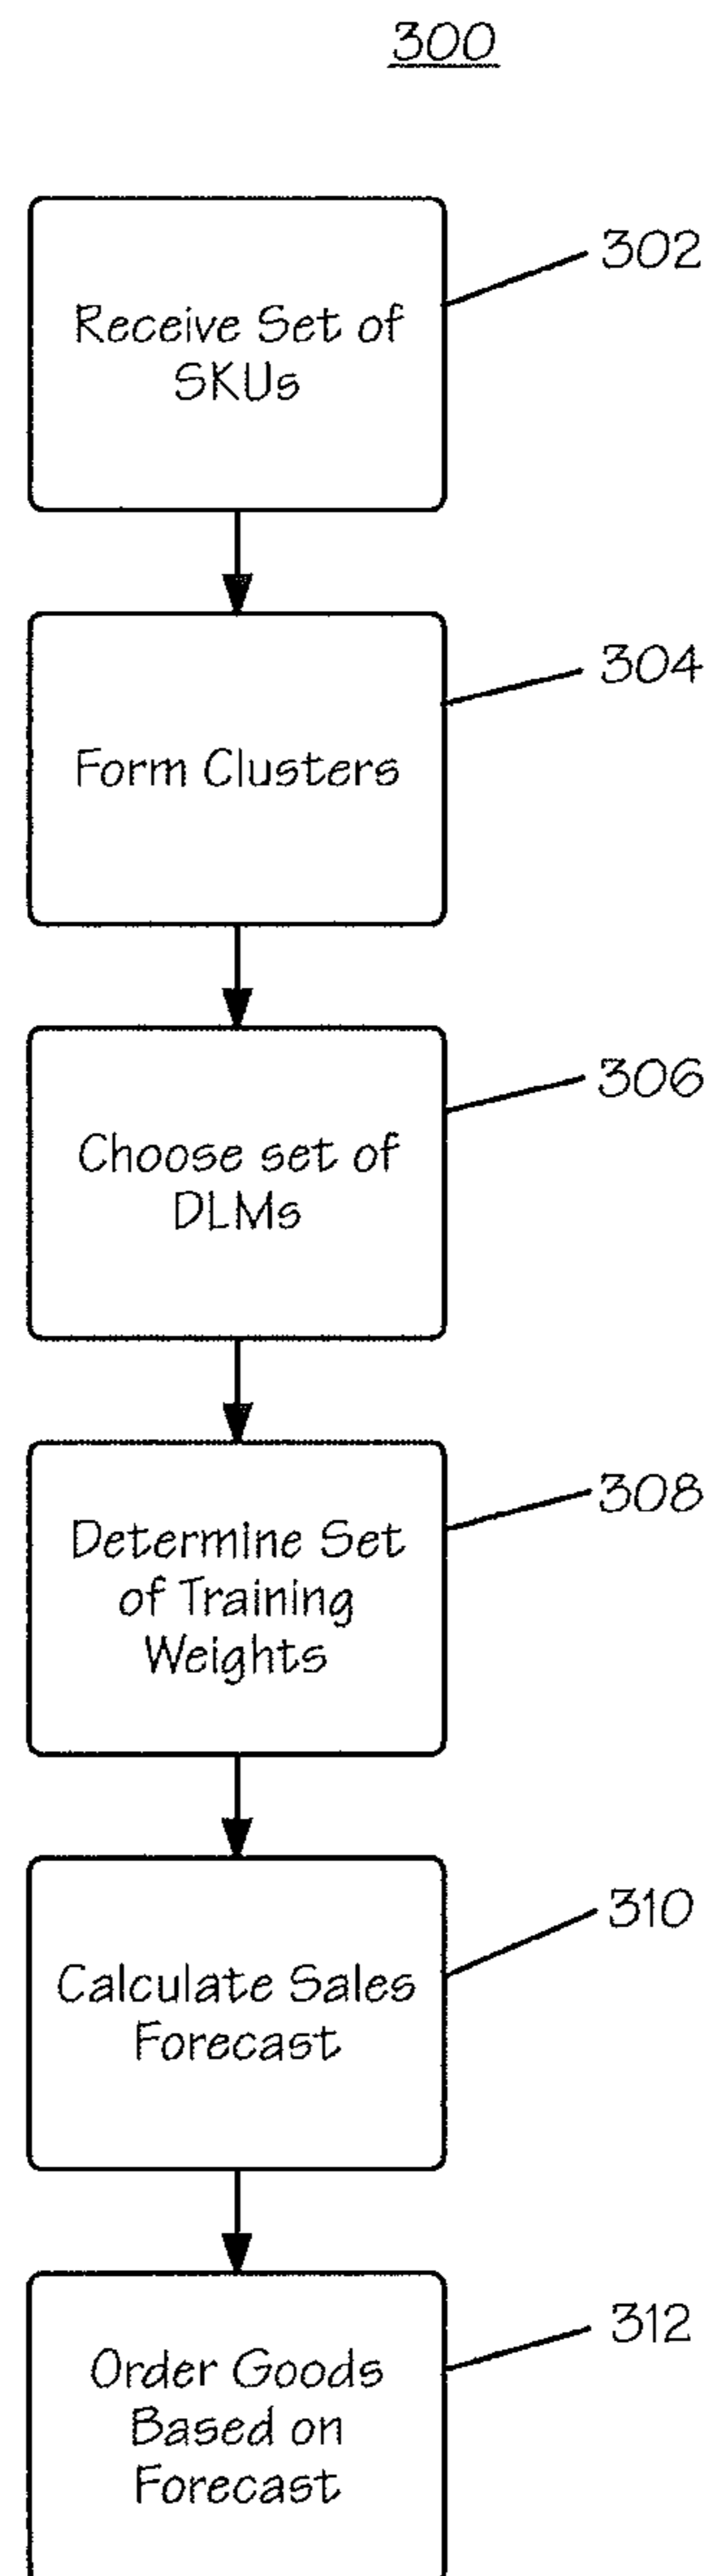 300
Receive Set of
SKUs
302
Form Clusters
304
Choose set of
DLMs
306
Determine Set
of Training
Weights
308
Calculate Sales
Forecast
310
Order Goods
Based on
Forecast
312